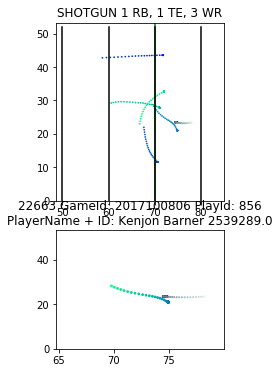 SHOTGUN 1 RB, 1 TE, 3 WR
50
40
30
20
10
0
50 60 70 80
22663 GameId: 2017100806 PlayId: 856
PlayerName + ID: Kenjon Barner 2539289.0
40
20
0
65 70 75